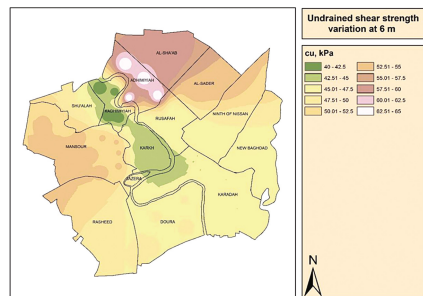 Undrained shear strength
variation at 6 m
cu, kPa
40 - 42.5
42.51 - 45
45.01 - 47.5
47.51 - 50
50.01 - 52.5
52.51 - 55
55.01 - 57.5
57.51 - 60
60.01 - 62.5
62.51 - 65
N
AL-SHA'AB
ADHMIYAH
AL-SADER
SHU'ALAH
RUSAFAH
NINTH OF NISSAN
MANSOUR
KARKH
NEW BAGHDAD
KARADAH
RASHEED
DOURA